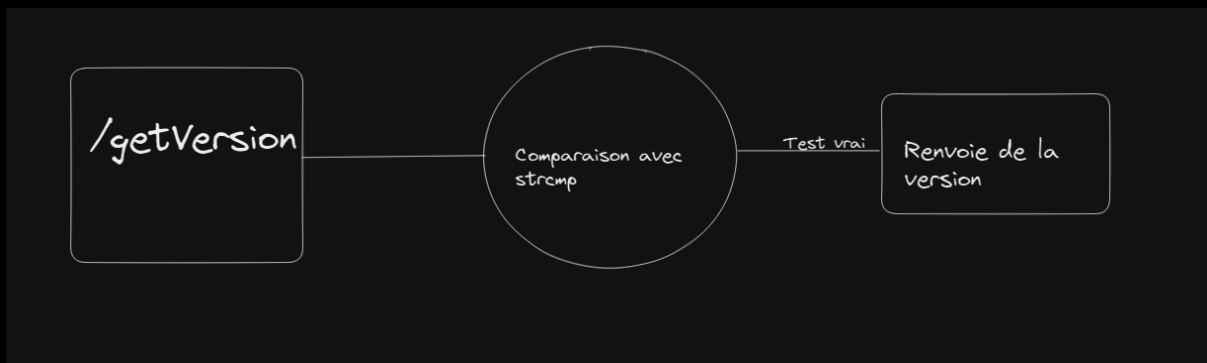 /getVersion
Comparaison avec
strcmp
Test vrai
Renvoie de la
version